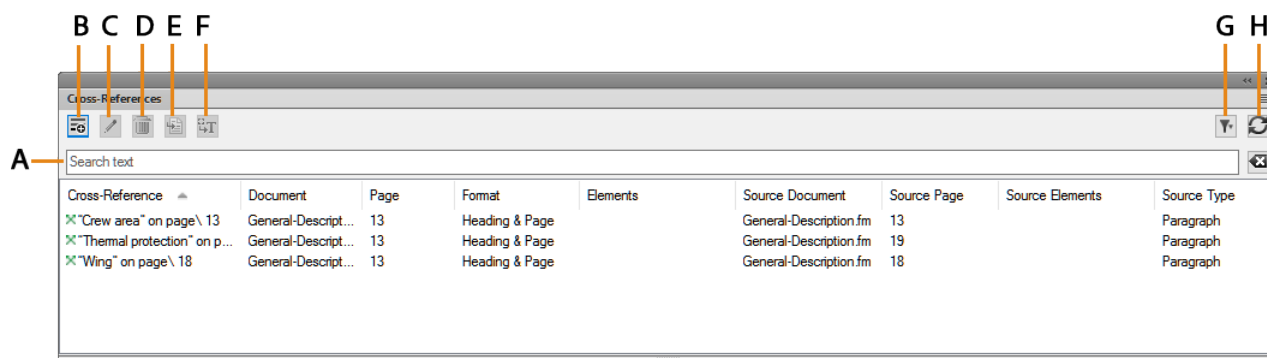 B C D E F G H
Cross-References
A Search text
Cross-Reference Document Page Format Elements Source Document Source Page Source Elements Source Type
"Crew area" on page\ 13 General-Descript... 13 Heading & Page General-Description.fm 13 Paragraph
"Thermal protection" on p... General-Descript... 13 Heading & Page General-Description.fm 19 Paragraph
"Wing" on page\ 18 General-Descript... 13 Heading & Page General-Description.fm 18 Paragraph